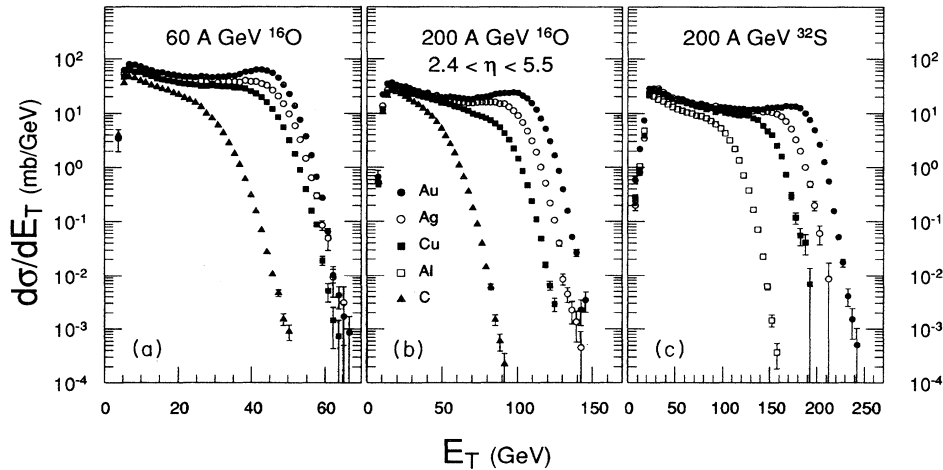 60 A GeV ¹⁶O
200 A GeV ¹⁶O
2.4 < η < 5.5
200 A GeV ³²S
dσ/dE_T (mb/GeV)
10²
10¹
10⁰
10⁻¹
10⁻²
10⁻³
10⁻⁴
Au
Ag
Cu
Al
C
(a)
(b)
(c)
10²
10¹
10⁰
10⁻¹
10⁻²
10⁻³
10⁻⁴
0 20 40 60
0 50 100 150
0 50 100 150 200 250
E_T (GeV)